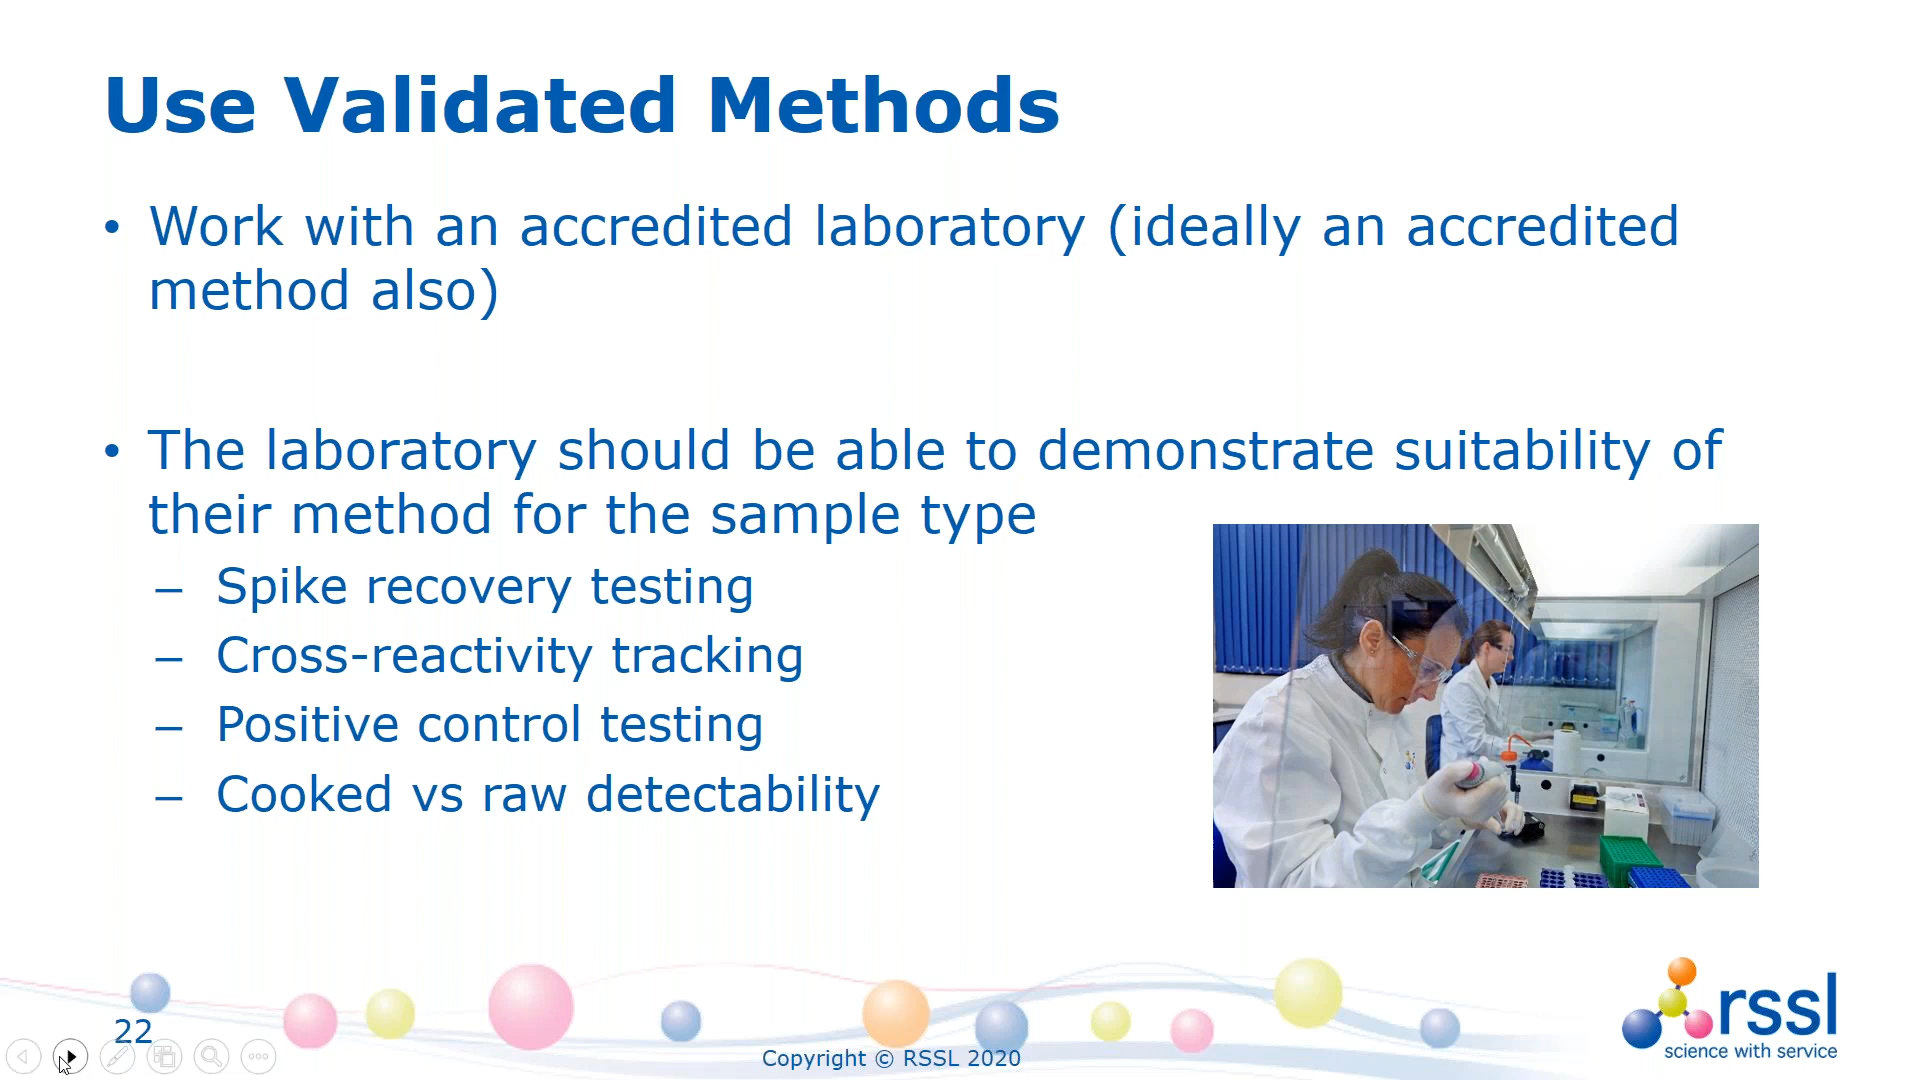 Use Validated Methods
• Work with an accredited laboratory (ideally an accredited
method also)
• The laboratory should be able to demonstrate suitability of
their method for the sample type
– Spike recovery testing
– Cross-reactivity tracking
– Positive control testing
– Cooked vs raw detectability
22
Copyright © RSSL 2020
rssl
science with service